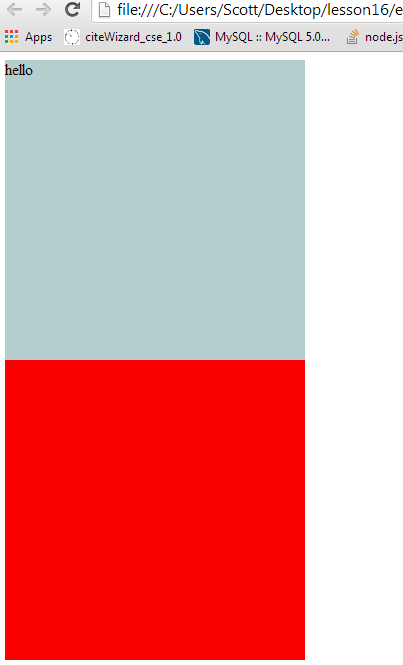 file:///C:/Users/Scott/Desktop/lesson16/e
Apps citeWizard_cse_1.0 MySQL :: MySQL 5.0... node.js
hello